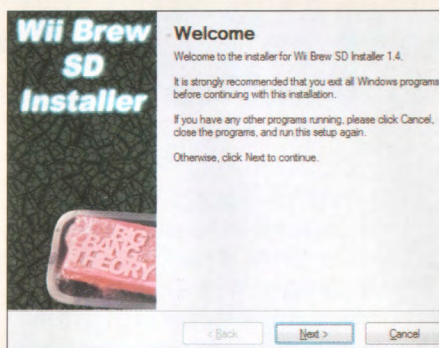 Wii Brew
SD
Installer
Welcome
Welcome to the installer for Wii Brew SD Installer 1.4.
It is strongly recommended that you exit all Windows programs
before continuing with this installation.
If you have any other programs running, please click Cancel,
close the programs, and run this setup again.
Otherwise, click Next to continue.
BIG
BANG
THEORY
< Back
Next >
Cancel